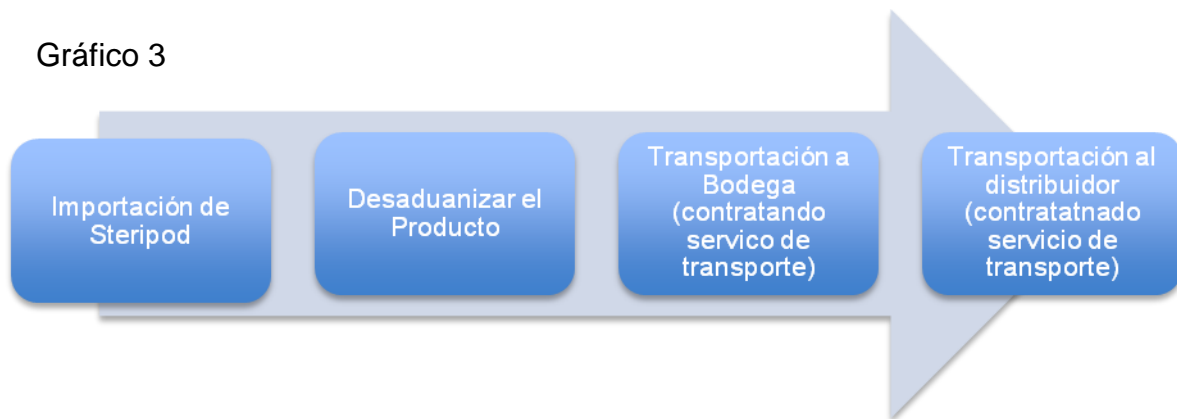 Gráfico 3
Importación de
Steripod
Desaduanizar el
Producto
Transportación a
Bodega
(contratando
servico de
transporte)
Transportación al
distribuidor
(contratatnado
servicio de
transporte)